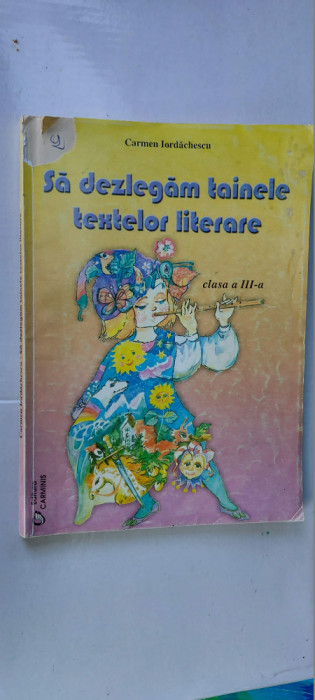 Carmen Iordăchescu
Să dezlegăm tainele
textelor literare
clasa a III-a
CARMINIS